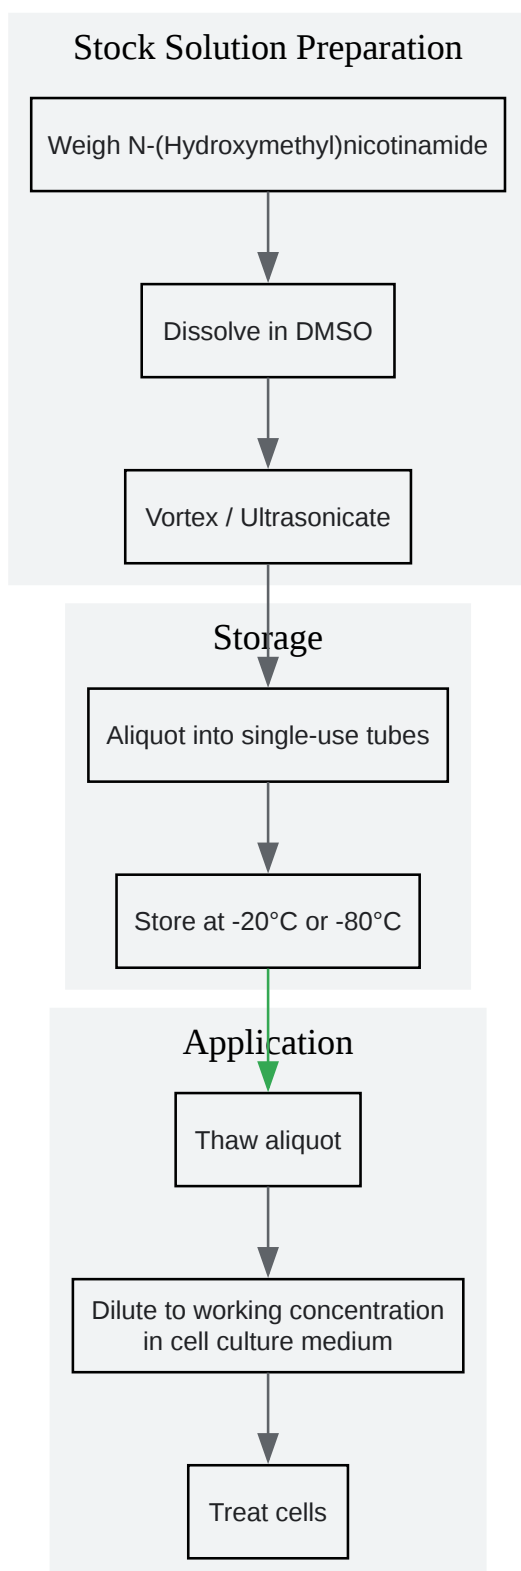 Stock Solution Preparation
Weigh N-(Hydroxymethyl)nicotinamide
Dissolve in DMSO
Vortex / Ultrasonicate
Storage
Aliquot into single-use tubes
Store at -20°C or -80°C
Application
Thaw aliquot
Dilute to working concentration
in cell culture medium
Treat cells